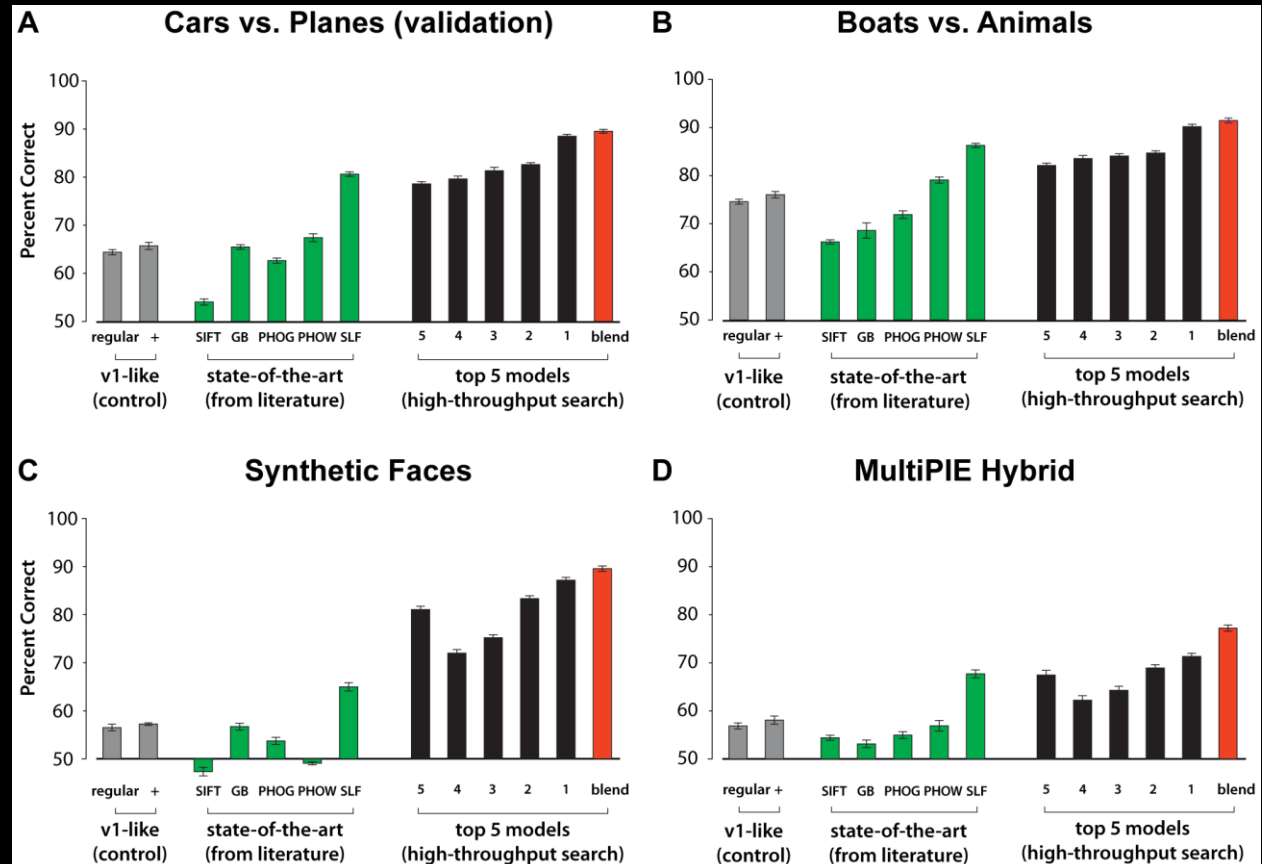 A Cars vs. Planes (validation)
Percent Correct
100
90
80
70
60
50
regular + SIFT GB PHOG PHOW SLF 5 4 3 2 1 blend
v1-like state-of-the-art top 5 models
(control) (from literature) (high-throughput search)
B Boats vs. Animals
100
90
80
70
60
50
regular + SIFT GB PHOG PHOW SLF 5 4 3 2 1 blend
v1-like state-of-the-art top 5 models
(control) (from literature) (high-throughput search)
C Synthetic Faces
Percent Correct
100
90
80
70
60
50
regular + SIFT GB PHOG PHOW SLF 5 4 3 2 1 blend
v1-like state-of-the-art top 5 models
(control) (from literature) (high-throughput search)
D MultiPIE Hybrid
100
90
80
70
60
50
regular + SIFT GB PHOG PHOW SLF 5 4 3 2 1 blend
v1-like state-of-the-art top 5 models
(control) (from literature) (high-throughput search)